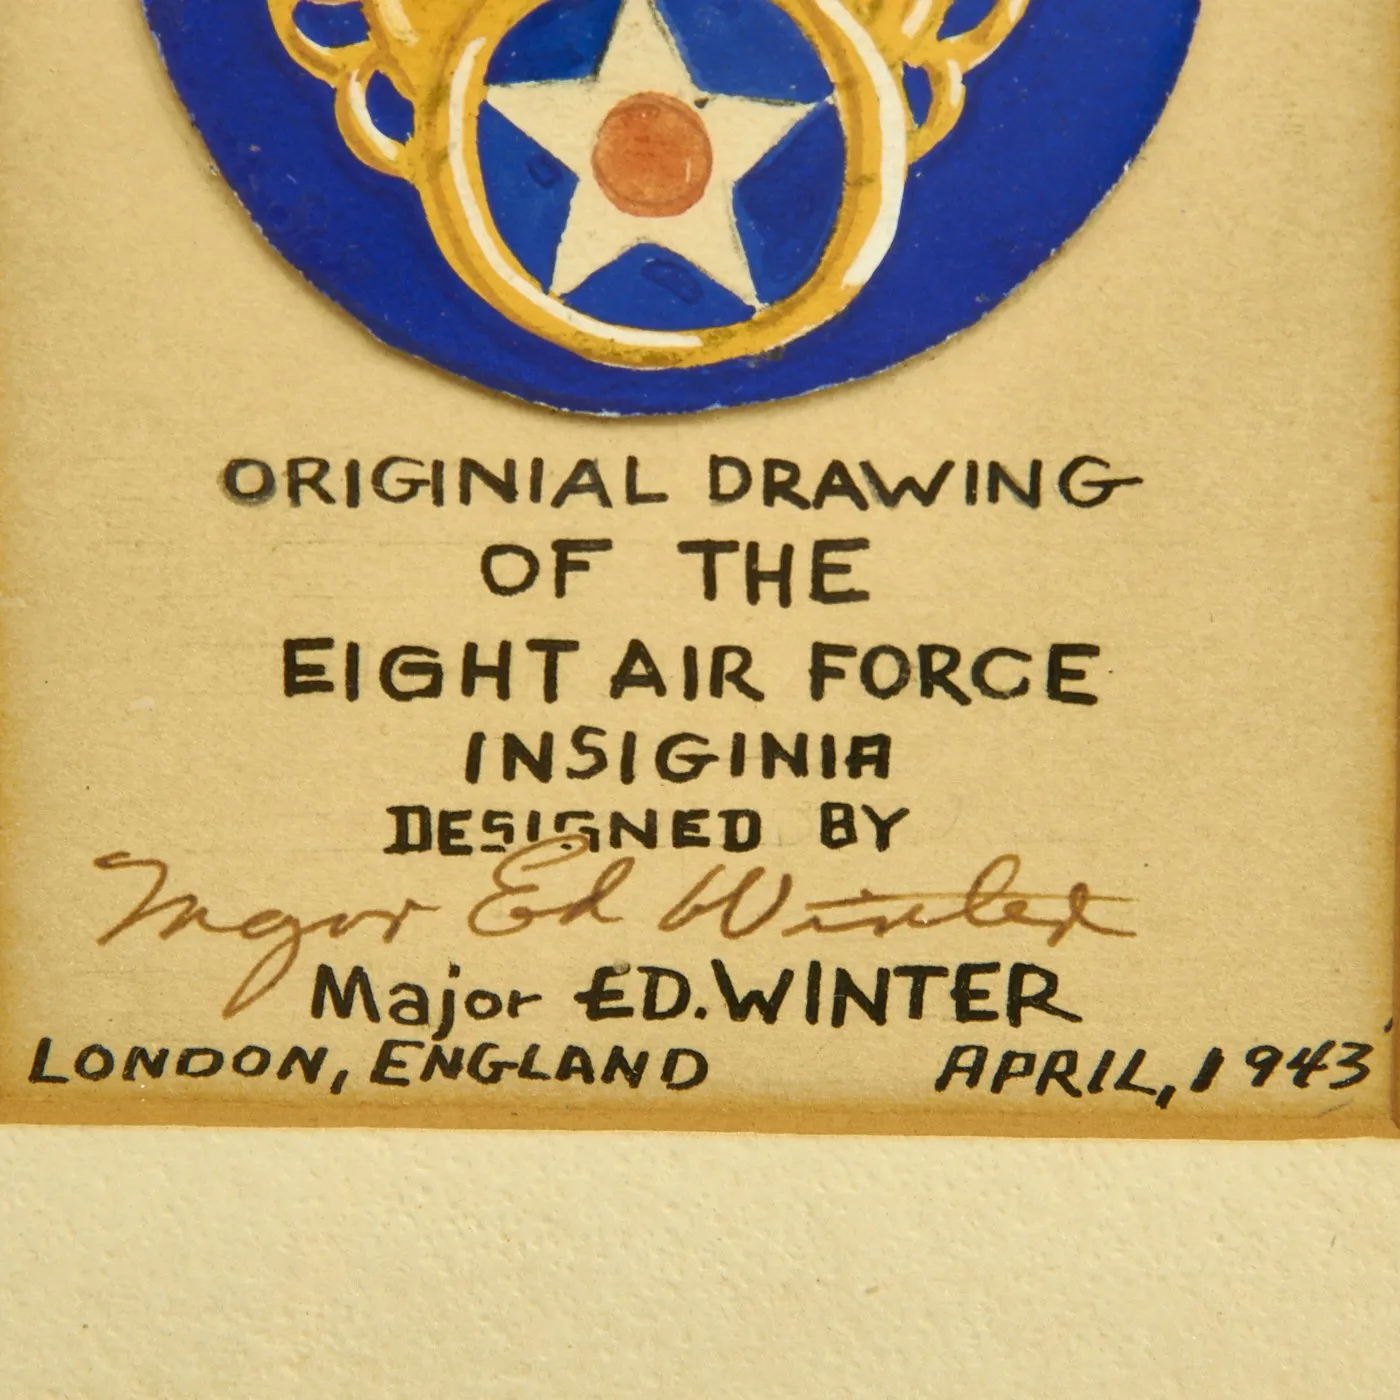 ORIGINIAL DRAWING
OF THE
EIGHT AIR FORCE
INSIGINIA
DESIGNED BY
Major Ed Winter
Major ED. WINTER
LONDON, ENGLAND APRIL, 1943